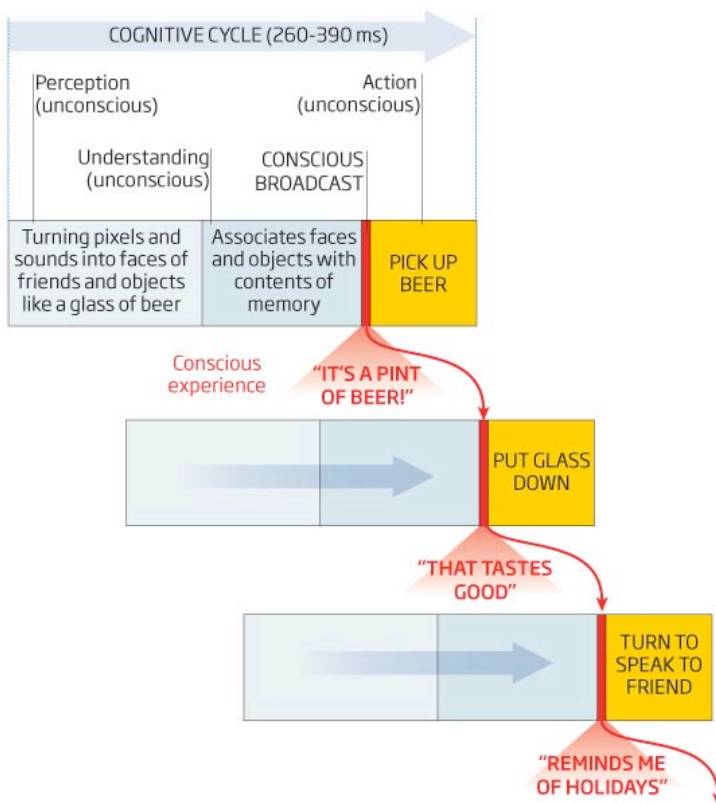 COGNITIVE CYCLE (260-390 ms)
Perception
(unconscious)
Action
(unconscious)
Understanding
(unconscious)
CONSCIOUS
BROADCAST
Turning pixels and
sounds into faces of
friends and objects
like a glass of beer
Associates faces
and objects with
contents of
memory
PICK UP
BEER
Conscious
experience
"IT'S A PINT
OF BEER!"
PUT GLASS
DOWN
"THAT TASTES
GOOD"
TURN TO
SPEAK TO
FRIEND
"REMINDS ME
OF HOLIDAYS"